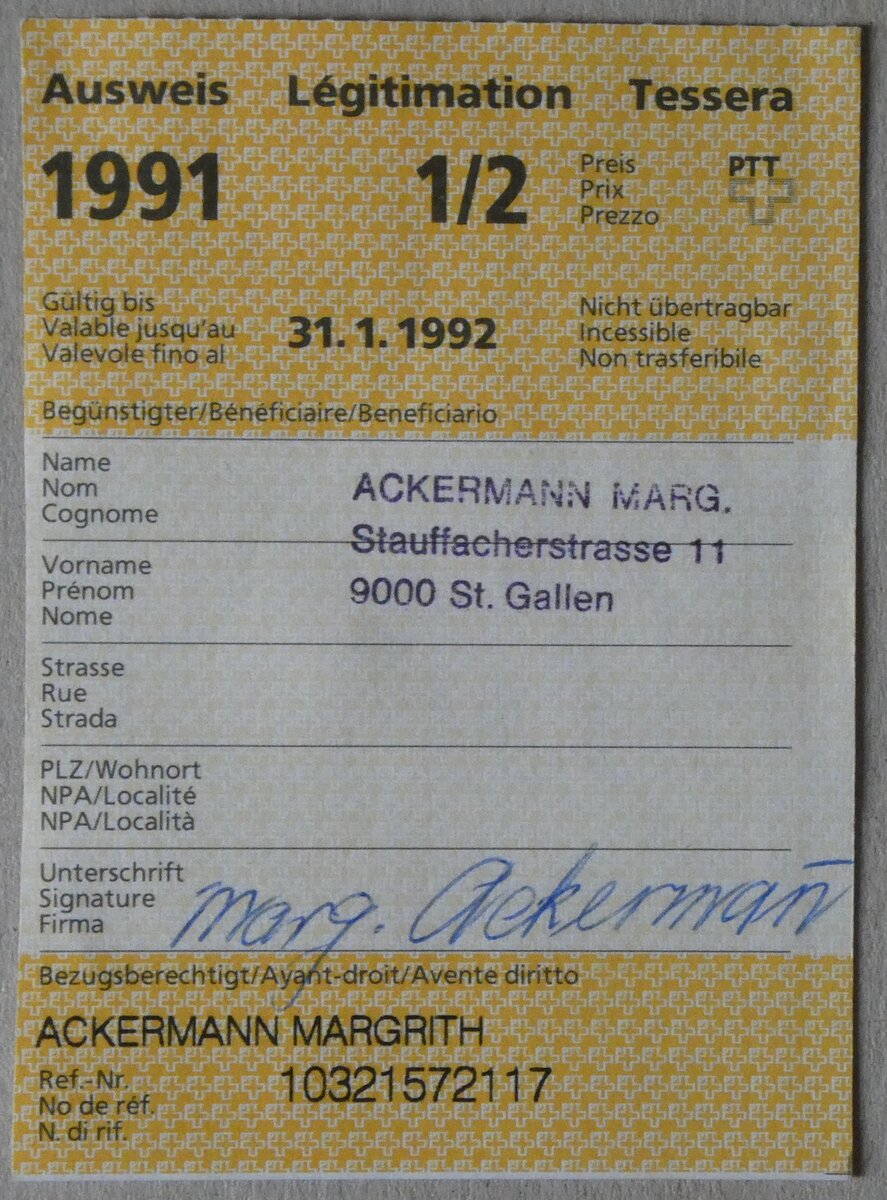 Ausweis Légitimation Tessera
1991 1/2 Preis PTT
Prix
Prezzo
Gültig bis
Valable jusqu'au 31.1.1992
Valevole fino al
Nicht übertragbar
Incessible
Non trasferibile
Begünstigter/Bénéficiaire/Beneficiario
Name
Nom
Cognome
ACKERMANN MARG.
Stauffacherstrasse 11
9000 St. Gallen
Vorname
Prénom
Nome
Strasse
Rue
Strada
PLZ/Wohnort
NPA/Localité
NPA/Località
Unterschrift
Signature
Firma
Marg. Ackermañ
Bezugsberechtigt/Ayant-droit/Avente diritto
ACKERMANN MARGRITH
Ref.-Nr. 10321572117
No de réf.
N. di rif.